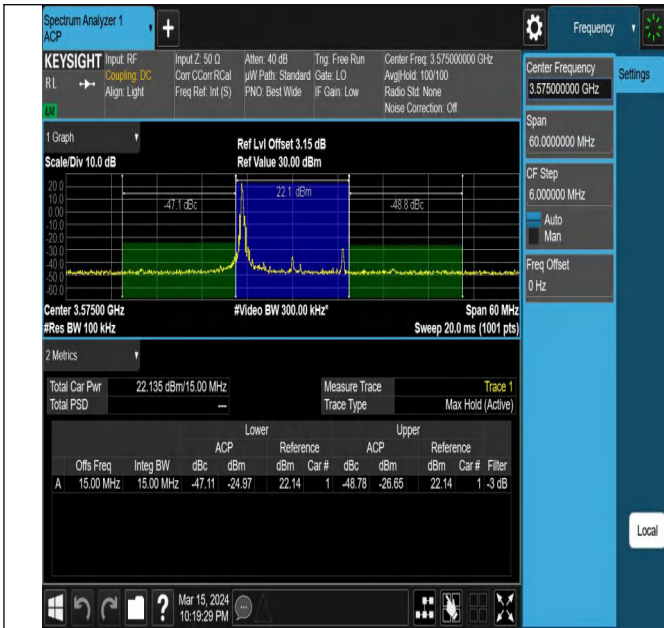 Spectrum Analyzer 1
ACP
Frequency
KEYSIGHT
RL
LXI
Input: RF
Coupling: DC
Align: Light
Input Z: 50 Ω
Corr CCorr RCal
Freq Ref: Int (S)
Atten: 40 dB
µW Path: Standard
PNO: Best Wide
Trig: Free Run
Gate: LO
IF Gain: Low
Center Freq: 3.575000000 GHz
Avg|Hold: 100/100
Radio Std: None
Noise Correction: Off
Center Frequency
3.575000000 GHz
Settings
Span
60.0000000 MHz
CF Step
6.000000 MHz
Auto
Man
Freq Offset
0 Hz
Local
1 Graph
Scale/Div 10.0 dB
Ref Lvl Offset 3.15 dB
Ref Value 30.00 dBm
20.0
10.0
0.00
-10.0
-20.0
-30.0
-40.0
-50.0
-60.0
-47.1 dBc
22.1 dBm
-48.8 dBc
Center 3.57500 GHz
#Video BW 300.00 kHz*
Span 60 MHz
#Res BW 100 kHz
Sweep 20.0 ms (1001 pts)
2 Metrics
Total Car Pwr 22.135 dBm/15.00 MHz
Measure Trace Trace 1
Total PSD ---
Trace Type Max Hold (Active)
Lower Upper
ACP Reference ACP Reference
Offs Freq Integ BW dBc dBm dBm Car # dBc dBm dBm Car # Filter
A 15.00 MHz 15.00 MHz -47.11 -24.97 22.14 1 -48.78 -26.65 22.14 1 -3 dB
?
Mar 15, 2024
10:19:29 PM